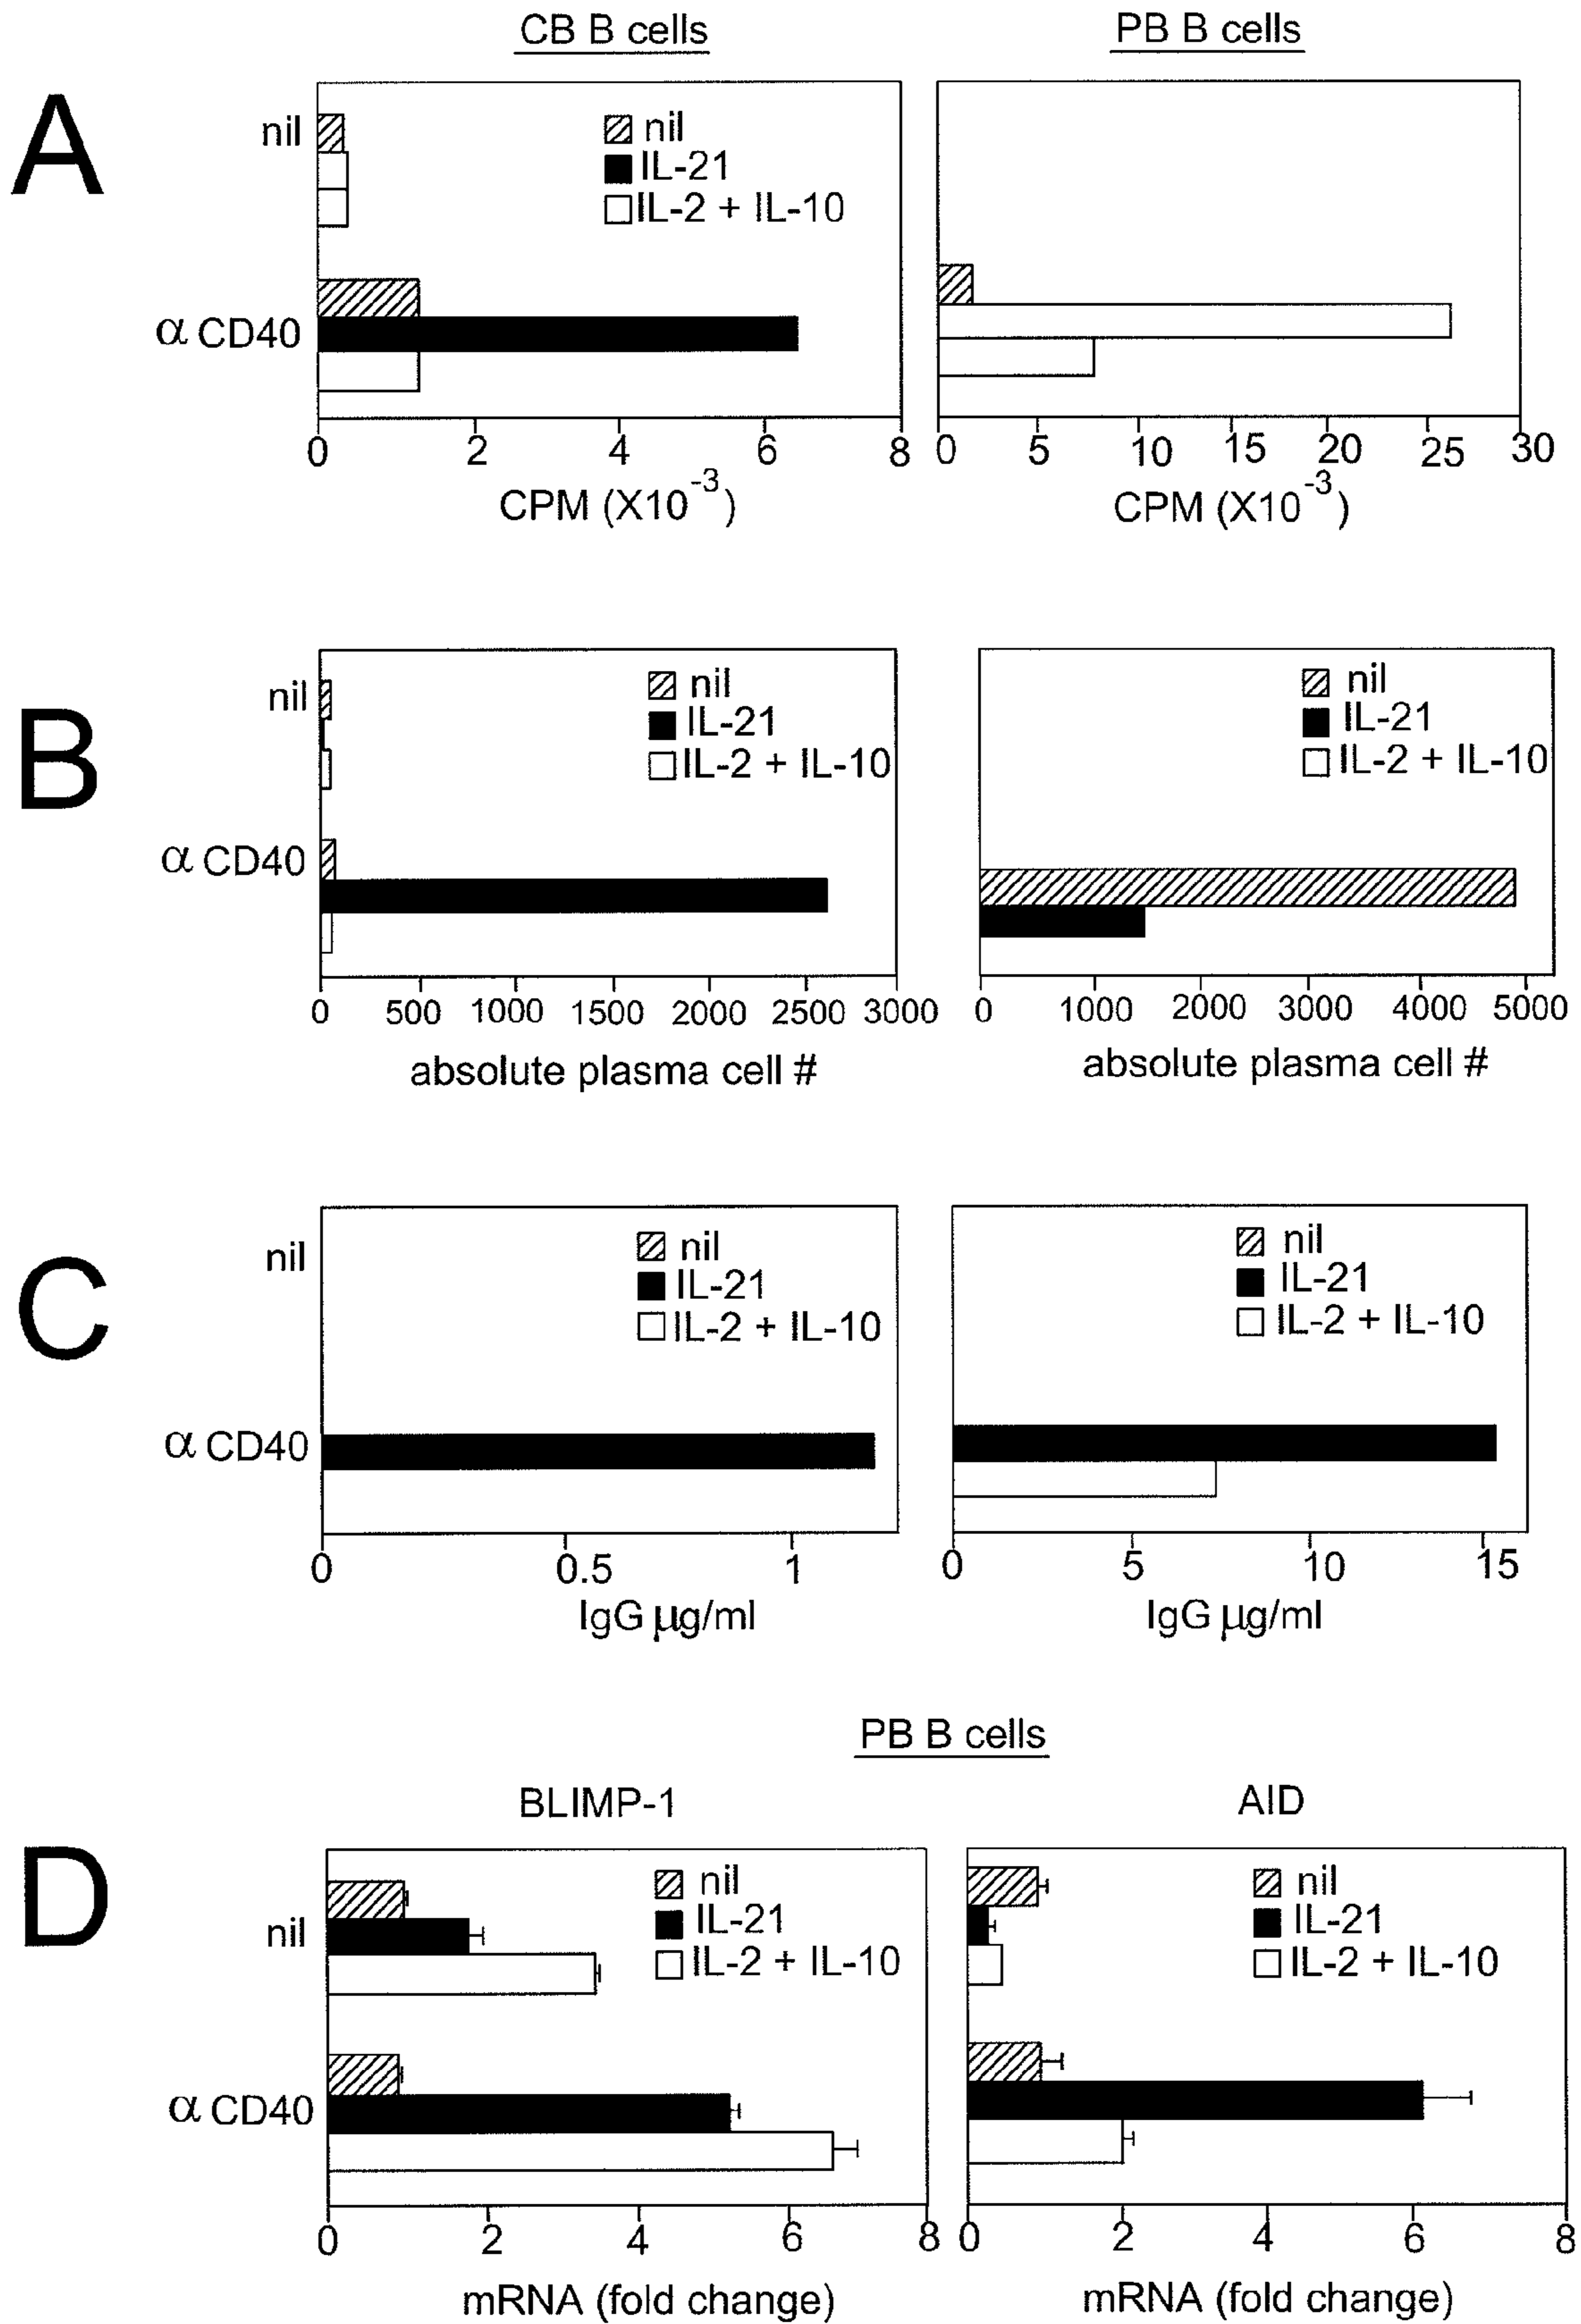 CB B cells
PB B cells
A
nil
nil
IL-21
IL-2 + IL-10
α CD40
0 2 4 6 8
CPM (X10-3)
0 5 10 15 20 25 30
CPM (X10-3)
B
nil
nil
IL-21
IL-2 + IL-10
α CD40
0 500 1000 1500 2000 2500 3000
absolute plasma cell #
nil
IL-21
IL-2 + IL-10
0 1000 2000 3000 4000 5000
absolute plasma cell #
C
nil
nil
IL-21
IL-2 + IL-10
α CD40
0 0.5 1
IgG μg/ml
nil
IL-21
IL-2 + IL-10
0 5 10 15
IgG μg/ml
PB B cells
D
BLIMP-1
nil
nil
IL-21
IL-2 + IL-10
α CD40
0 2 4 6 8
mRNA (fold change)
AID
nil
IL-21
IL-2 + IL-10
0 2 4 6 8
mRNA (fold change)